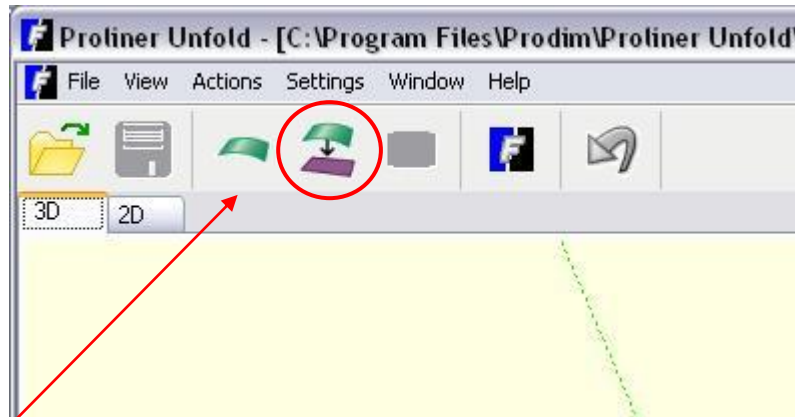 Proliner Unfold - [C:\Program Files\Prodim\Proliner Unfold\
File View Actions Settings Window Help
3D 2D